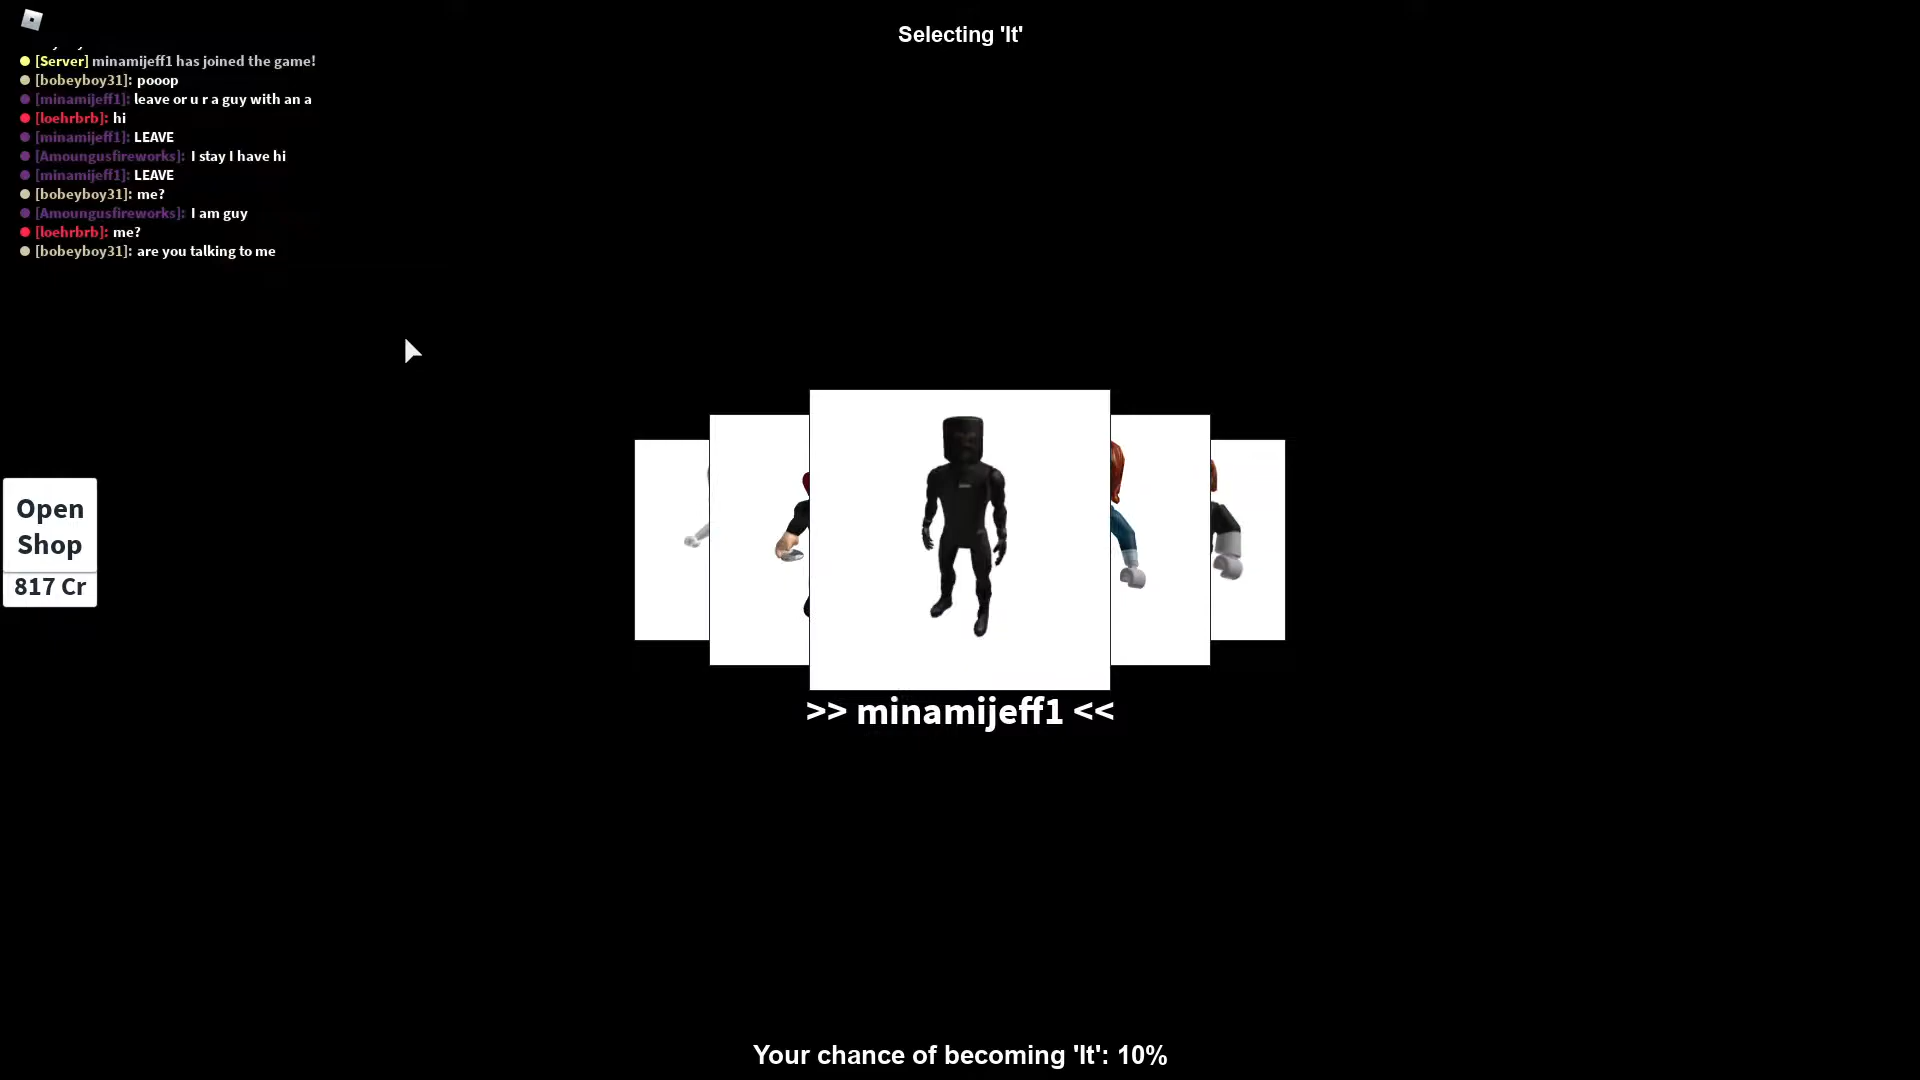 Selecting 'It'
[Server] minamijeff1 has joined the game!
[bobeyboy31]: pooop
[minamijeff1]: leave or u r a guy with an a
[loehrbrb]: hi
[minamijeff1]: LEAVE
[Amoungusfireworks]: I stay I have hi
[minamijeff1]: LEAVE
[bobeyboy31]: me?
[Amoungusfireworks]: I am guy
[loehrbrb]: me?
[bobeyboy31]: are you talking to me
Open
Shop
817 Cr
>> minamijeff1 <<
Your chance of becoming 'It': 10%